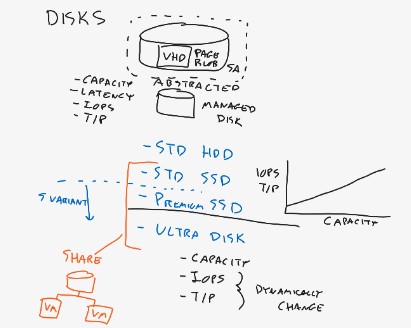 DISKS
VHD PAGE BLOB SA
ABSTRACTED
- CAPACITY
- LATENCY
- IOPS
- T/P
MANAGED DISK
- STD HDD
- STD SSD
- PREMIUM SSD
- ULTRA DISK
S VARIANT
IOPS
T/P
CAPACITY
SHARE
VM VM
- CAPACITY
- IOPS
- T/P
DYNAMICALLY CHANGE